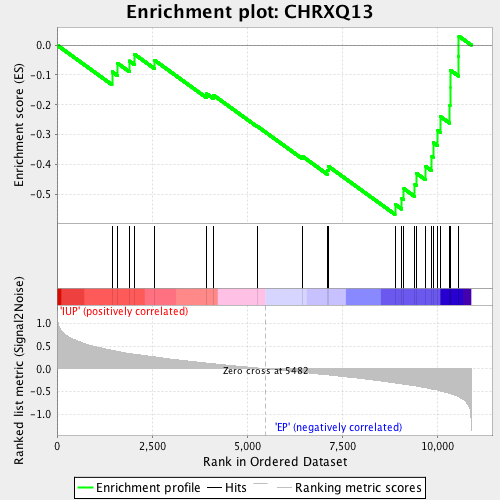 Enrichment plot: CHRXQ13
Enrichment score (ES)
0.0
-0.1
-0.2
-0.3
-0.4
-0.5
'IUP' (positively correlated)
Ranked list metric (Signal2Noise)
1.0
0.5
0.0
-0.5
-1.0
Zero cross at 5482
'EP' (negatively correlated)
0
2,500
5,000
7,500
10,000
Rank in Ordered Dataset
Enrichment profile
Hits
Ranking metric scores